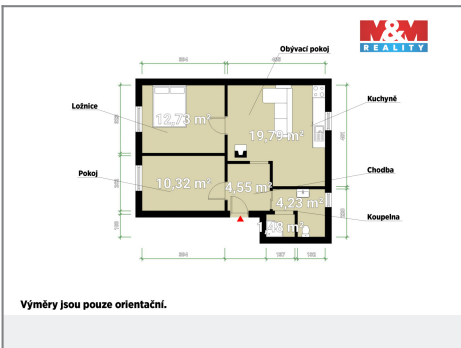 M&M
REALITY
Obývací pokoj
Ložnice
Kuchyně
12,73 m²
19,79 m²
Pokoj
10,32 m²
4,55 m²
Chodba
4,23 m²
Koupelna
1,48 m²
Výměry jsou pouze orientační.